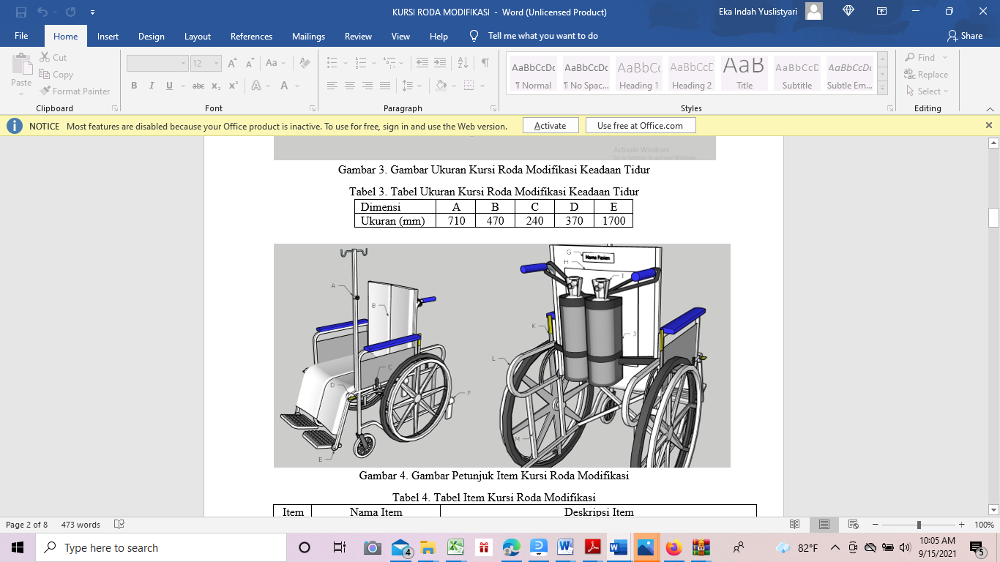 KURSI RODA MODIFIKASI - Word (Unlicensed Product)
Eka Indah Yuslistyari
File Home Insert Design Layout References Mailings Review View Help Tell me what you want to do Share
Paste
Cut
Copy
Format Painter
Clipboard
12
Aa
B I U abc x₂ x² A A
Font
Paragraph
AaBbCcDc AaBbCcDc AaBbCc AaBbCcD AaB AaBbCcD AaBbCcDc
¶ Normal ¶ No Spac... Heading 1 Heading 2 Title Subtitle Subtle Em...
Styles
Find
Replace
Select
Editing
NOTICE Most features are disabled because your Office product is inactive. To use for free, sign in and use the Web version. Activate Use free at Office.com
Activate Windows
Go to Settings to activate Windows.
Gambar 3. Gambar Ukuran Kursi Roda Modifikasi Keadaan Tidur
Tabel 3. Tabel Ukuran Kursi Roda Modifikasi Keadaan Tidur
Dimensi A B C D E
Ukuran (mm) 710 470 240 370 1700
A
B
C
D
E
F
G
Nama Pasien
H
I
J
K
L
M
Gambar 4. Gambar Petunjuk Item Kursi Roda Modifikasi
Tabel 4. Tabel Item Kursi Roda Modifikasi
Item Nama Item Deskripsi Item
Page 2 of 8 473 words 100%
Type here to search
4
82°F
10:05 AM
9/15/2021
5